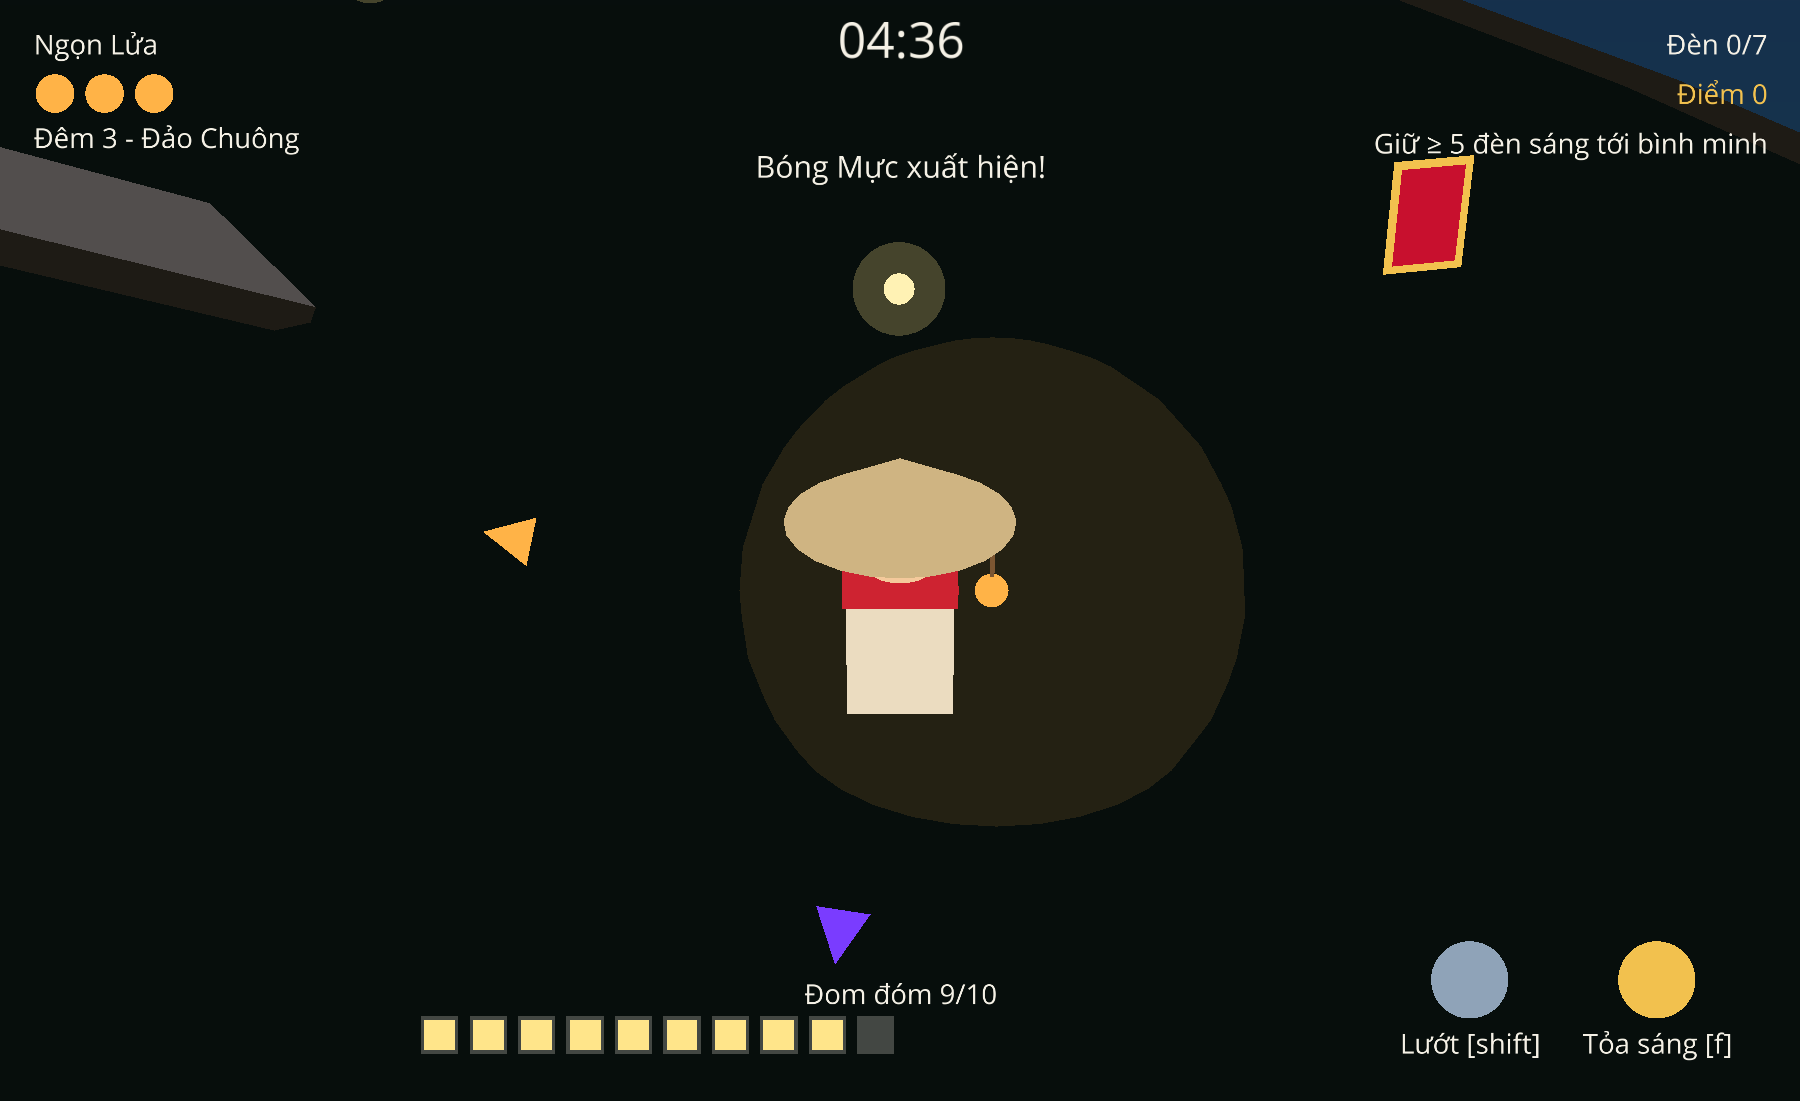 Ngọn Lửa
04:36
Đèn 0/7
Điểm 0
Đêm 3 - Đảo Chuông
Giữ ≥ 5 đèn sáng tới bình minh
Bóng Mực xuất hiện!
Đom đóm 9/10
Lướt [shift]
Tỏa sáng [f]